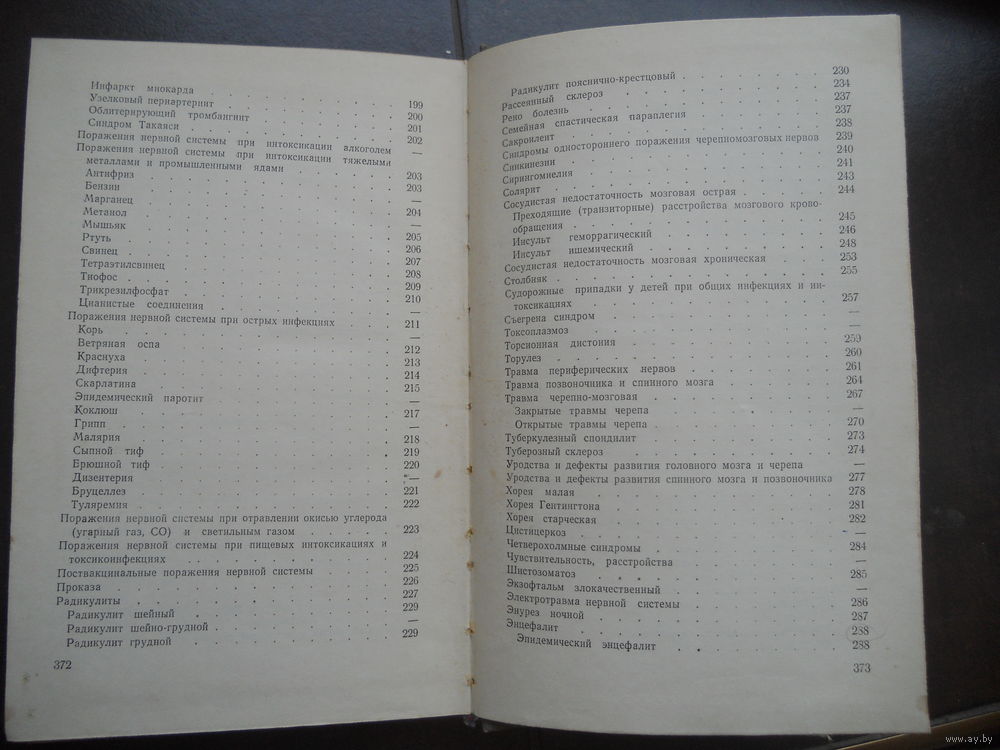 Инфаркт миокарда . . . . . . . . . 199
Узелковый периартериит . . . . . . . . 200
Облитерирующий тромбангиит . . . . . . 201
Синдром Такаяси . . . . . . . . . 202
Поражения нервной системы при интоксикации алкоголем —
Поражения нервной системы при интоксикации тяжелыми
металлами и промышленными ядами . . . . 203
Антифриз . . . . . . . . . . 203
Бензин . . . . . . . . . . —
Марганец . . . . . . . . . . 204
Метанол . . . . . . . . . . —
Мышьяк . . . . . . . . . . 205
Ртуть . . . . . . . . . . 206
Свинец . . . . . . . . . . 207
Тетраэтилсвинец . . . . . . . . . 208
Тиофос . . . . . . . . . . 209
Трикрезилфосфат . . . . . . . . . 210
Цианистые соединения . . . . . . . . —
Поражения нервной системы при острых инфекциях . . 211
Корь . . . . . . . . . . —
Ветряная оспа . . . . . . . . . 212
Краснуха . . . . . . . . . . 213
Дифтерия . . . . . . . . . . 214
Скарлатина . . . . . . . . . . 215
Эпидемический паротит . . . . . . . . —
Коклюш . . . . . . . . . . 217
Грипп . . . . . . . . . . —
Малярия . . . . . . . . . . 218
Сыпной тиф . . . . . . . . . 219
Брюшной тиф . . . . . . . . . 220
Дизентерия . . . . . . . . . . —
Бруцеллез . . . . . . . . . . 221
Туляремия . . . . . . . . . . 222
Поражения нервной системы при отравлении окисью углерода
(угарный газ, СО) и светильным газом . . . . 223
Поражения нервной системы при пищевых интоксикациях и
токсикоинфекциях . . . . . . . . 224
Поствакцинальные поражения нервной системы . . . 225
Проказа . . . . . . . . . . 226
Радикулиты . . . . . . . . . . 227
Радикулит шейный . . . . . . . . 229
Радикулит шейно-грудной . . . . . . . —
Радикулит грудной . . . . . . . . 229
372
Радикулит пояснично-крестцовый . . . . . . 230
Рассеянный склероз . . . . . . . . 234
Рено болезнь . . . . . . . . . 237
Семейная спастическая параплегия . . . . . 237
Сакроилеит . . . . . . . . . . 238
Синдромы одностороннего поражения черепномозговых нервов 239
Синкинезии . . . . . . . . . . 240
Сирингомиелия . . . . . . . . . 241
Солярит . . . . . . . . . . 243
Сосудистая недостаточность мозговая острая . . . . 244
Преходящие (транзиторные) расстройства мозгового крово-
обращения . . . . . . . . . . 245
Инсульт геморрагический . . . . . . . 246
Инсульт ишемический . . . . . . . . 248
Сосудистая недостаточность мозговая хроническая . . . 253
Столбняк . . . . . . . . . . 255
Судорожные припадки у детей при общих инфекциях и ин-
токсикациях . . . . . . . . . 257
Съегрена синдром . . . . . . . . . —
Токсоплазмоз . . . . . . . . . —
Торсионная дистония . . . . . . . . 259
Торулез . . . . . . . . . . 260
Травма периферических нервов . . . . . . 261
Травма позвоночника и спинного мозга . . . . . 264
Травма черепно-мозговая . . . . . . . 267
Закрытые травмы черепа . . . . . . . —
Открытые травмы черепа . . . . . . . 270
Туберкулезный спондилит . . . . . . . 273
Туберозный склероз . . . . . . . . 274
Уродства и дефекты развития головного мозга и черепа . —
Уродства и дефекты развития спинного мозга и позвоночника 277
Хорея малая . . . . . . . . . 278
Хорея Гентингтона . . . . . . . . 281
Хорея старческая . . . . . . . . . 282
Цистицеркоз . . . . . . . . . . —
Четверохолмные синдромы . . . . . . . 284
Чувствительность, расстройства . . . . . . —
Шистозоматоз . . . . . . . . . 285
Экзофтальм злокачественный . . . . . . . —
Электротравма нервной системы . . . . . . 286
Энурез ночной . . . . . . . . . 287
Энцефалит . . . . . . . . . . 288
Эпидемический энцефалит . . . . . . . 288
373
www.ay.by